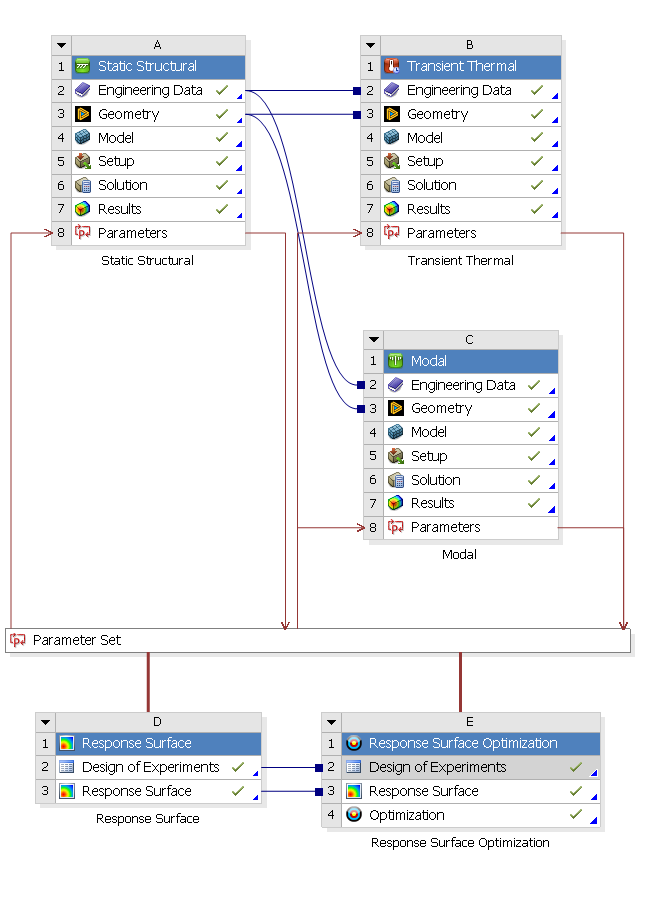 A
1 Static Structural
2 Engineering Data
3 Geometry
4 Model
5 Setup
6 Solution
7 Results
8 Parameters
Static Structural
B
1 Transient Thermal
2 Engineering Data
3 Geometry
4 Model
5 Setup
6 Solution
7 Results
8 Parameters
Transient Thermal
C
1 Modal
2 Engineering Data
3 Geometry
4 Model
5 Setup
6 Solution
7 Results
8 Parameters
Modal
Parameter Set
D
1 Response Surface
2 Design of Experiments
3 Response Surface
Response Surface
E
1 Response Surface Optimization
2 Design of Experiments
3 Response Surface
4 Optimization
Response Surface Optimization